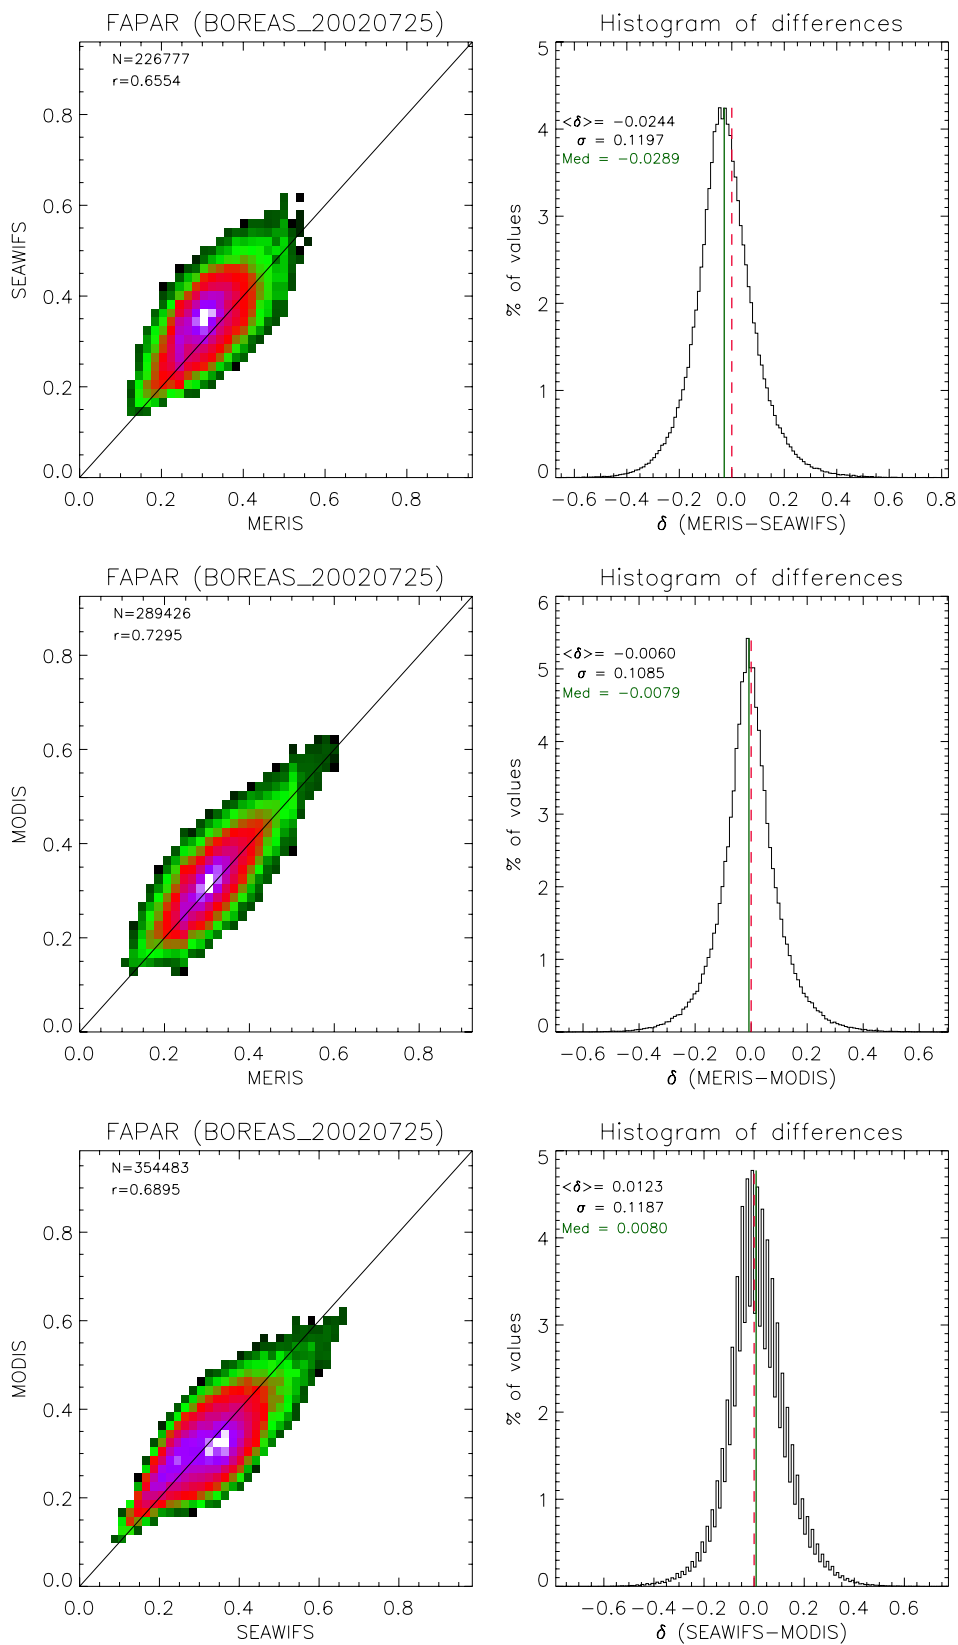 FAPAR (BOREAS_20020725)
N=226777
r=0.6554
SEAWIFS
0.8
0.6
0.4
0.2
0.0
0.0 0.2 0.4 0.6 0.8
MERIS
Histogram of differences
<δ>= −0.0244
σ = 0.1197
Med = −0.0289
% of values
5
4
3
2
1
0
−0.6 −0.4 −0.2 0.0 0.2 0.4 0.6 0.8
δ (MERIS−SEAWIFS)
FAPAR (BOREAS_20020725)
N=289426
r=0.7295
MODIS
0.8
0.6
0.4
0.2
0.0
0.0 0.2 0.4 0.6 0.8
MERIS
Histogram of differences
<δ>= −0.0060
σ = 0.1085
Med = −0.0079
% of values
6
5
4
3
2
1
0
−0.6 −0.4 −0.2 0.0 0.2 0.4 0.6
δ (MERIS−MODIS)
FAPAR (BOREAS_20020725)
N=354483
r=0.6895
MODIS
0.8
0.6
0.4
0.2
0.0
0.0 0.2 0.4 0.6 0.8
SEAWIFS
Histogram of differences
<δ>= 0.0123
σ = 0.1187
Med = 0.0080
% of values
5
4
3
2
1
0
−0.6 −0.4 −0.2 0.0 0.2 0.4 0.6
δ (SEAWIFS−MODIS)